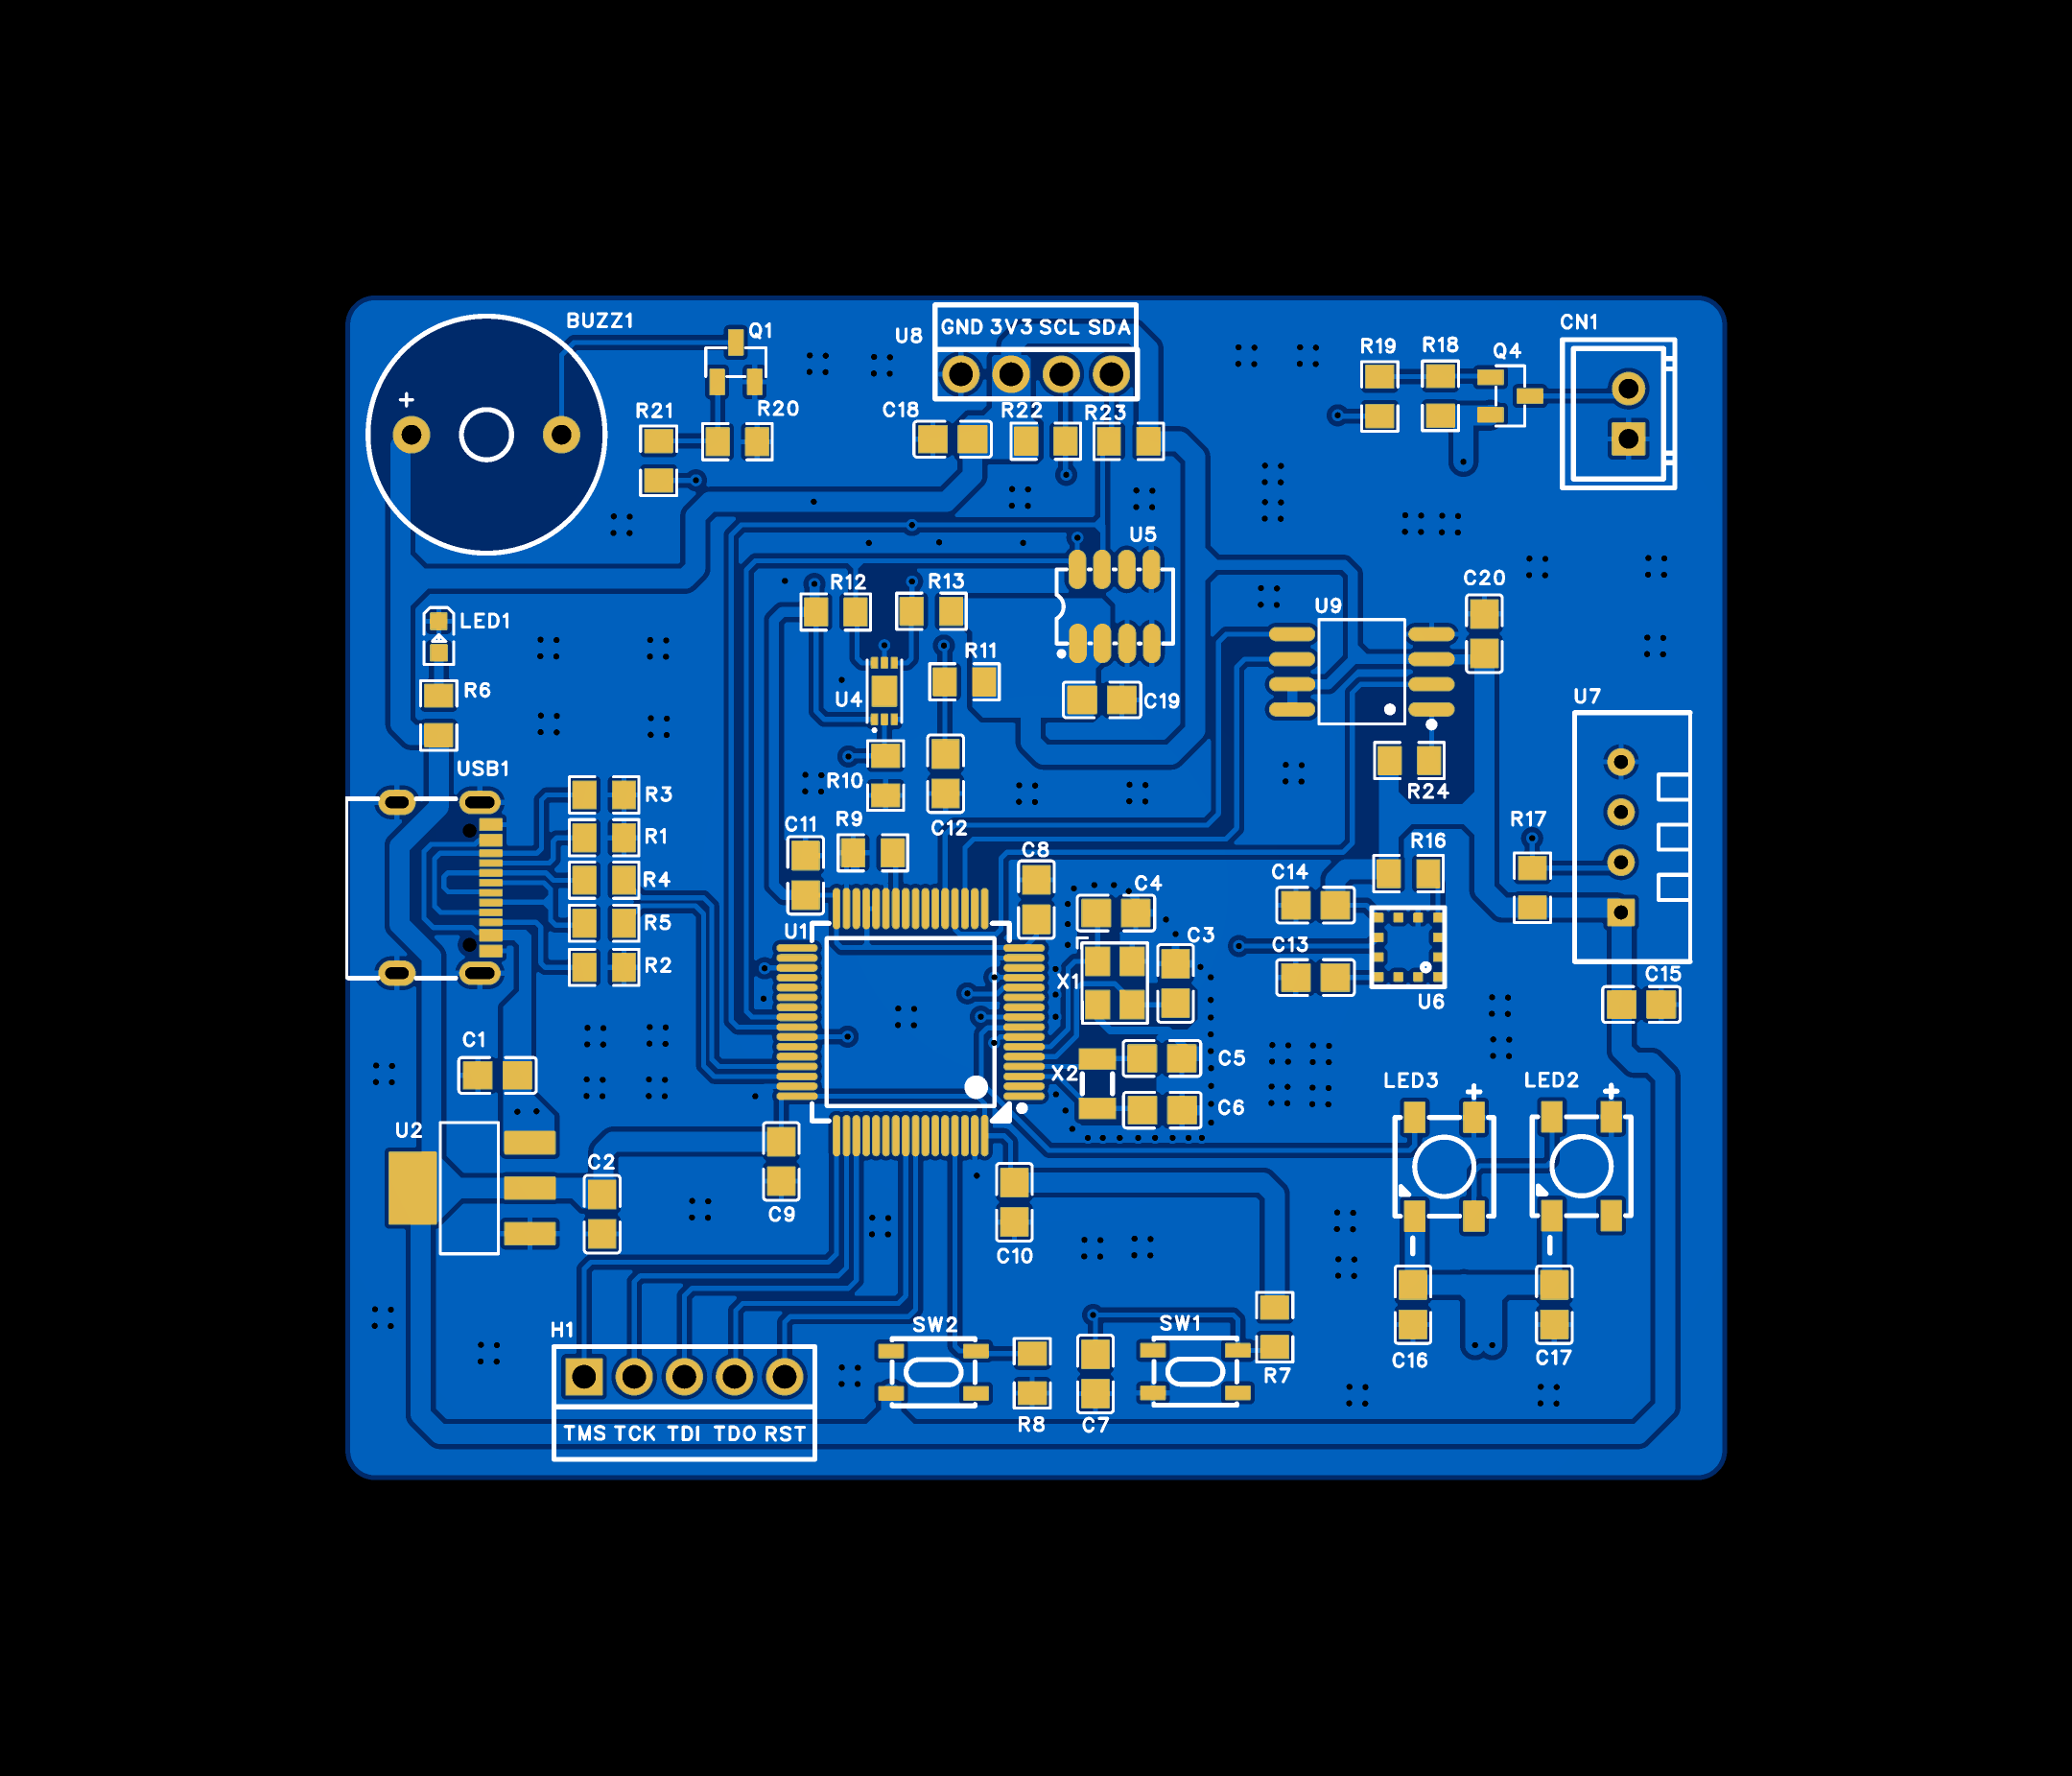 BUZZ1
Q1
U8
GND 3V3 SCL SDA
CN1
R19
R18
Q4
+
R21
R20
C18
R22
R23
U5
C20
R12
R13
U9
LED1
R11
R6
U4
C19
U7
USB1
R10
R24
R3
C11
R9
C12
R17
R1
C8
R16
R4
C4
C14
R5
U1
C3
C13
R2
X1
U6
C15
C1
X2
C5
LED3
LED2
+
+
U2
C6
C2
C9
C10
H1
SW2
SW1
C16
C17
R7
R8
C7
TMS TCK TDI TDO RST